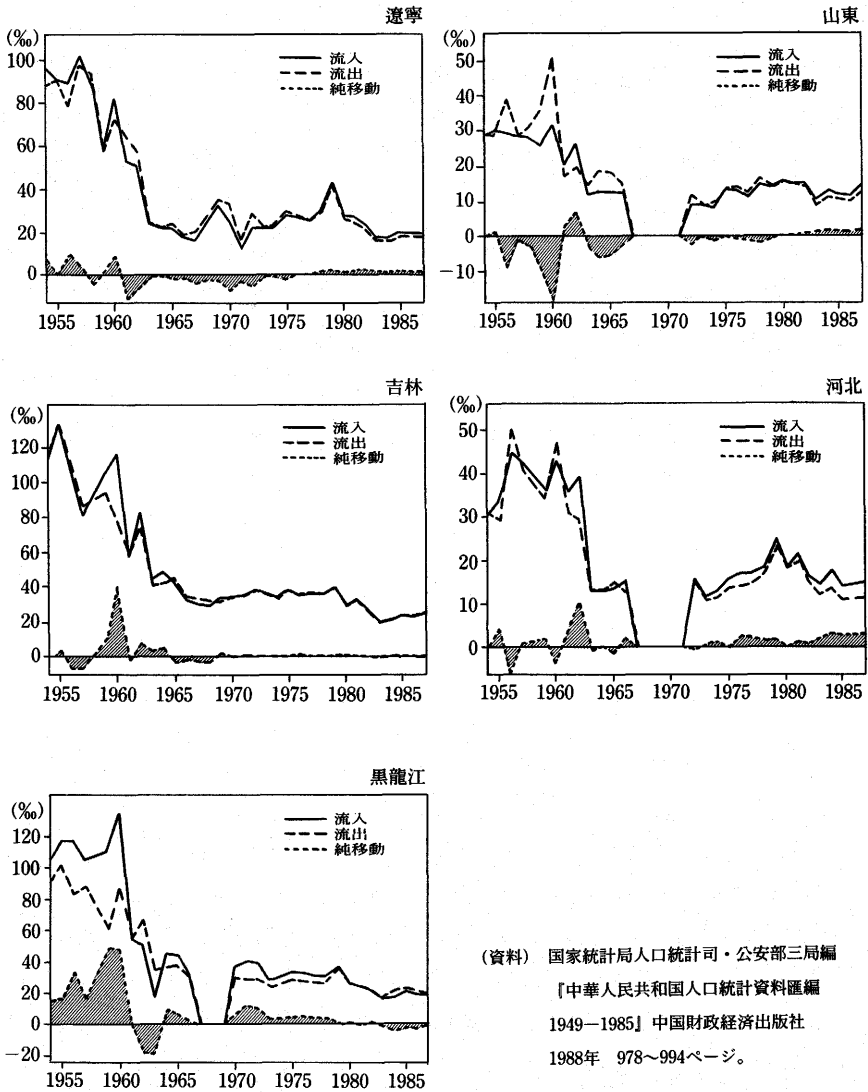 遼寧
(‰)
100
80
60
40
20
0
流入
流出
純移動
1955 1960 1965 1970 1975 1980 1985
山東
(‰)
50
40
30
20
10
0
−10
流入
流出
純移動
1955 1960 1965 1970 1975 1980 1985
吉林
(‰)
120
100
80
60
40
20
0
流入
流出
純移動
1955 1960 1965 1970 1975 1980 1985
河北
(‰)
50
40
30
20
10
0
流入
流出
純移動
1955 1960 1965 1970 1975 1980 1985
黒龍江
(‰)
120
100
80
60
40
20
0
−20
流入
流出
純移動
1955 1960 1965 1970 1975 1980 1985
(資料) 国家統計局人口統計司・公安部三局編
『中華人民共和国人口統計資料匯編
1949―1985』中国財政経済出版社
1988年 978〜994ページ。